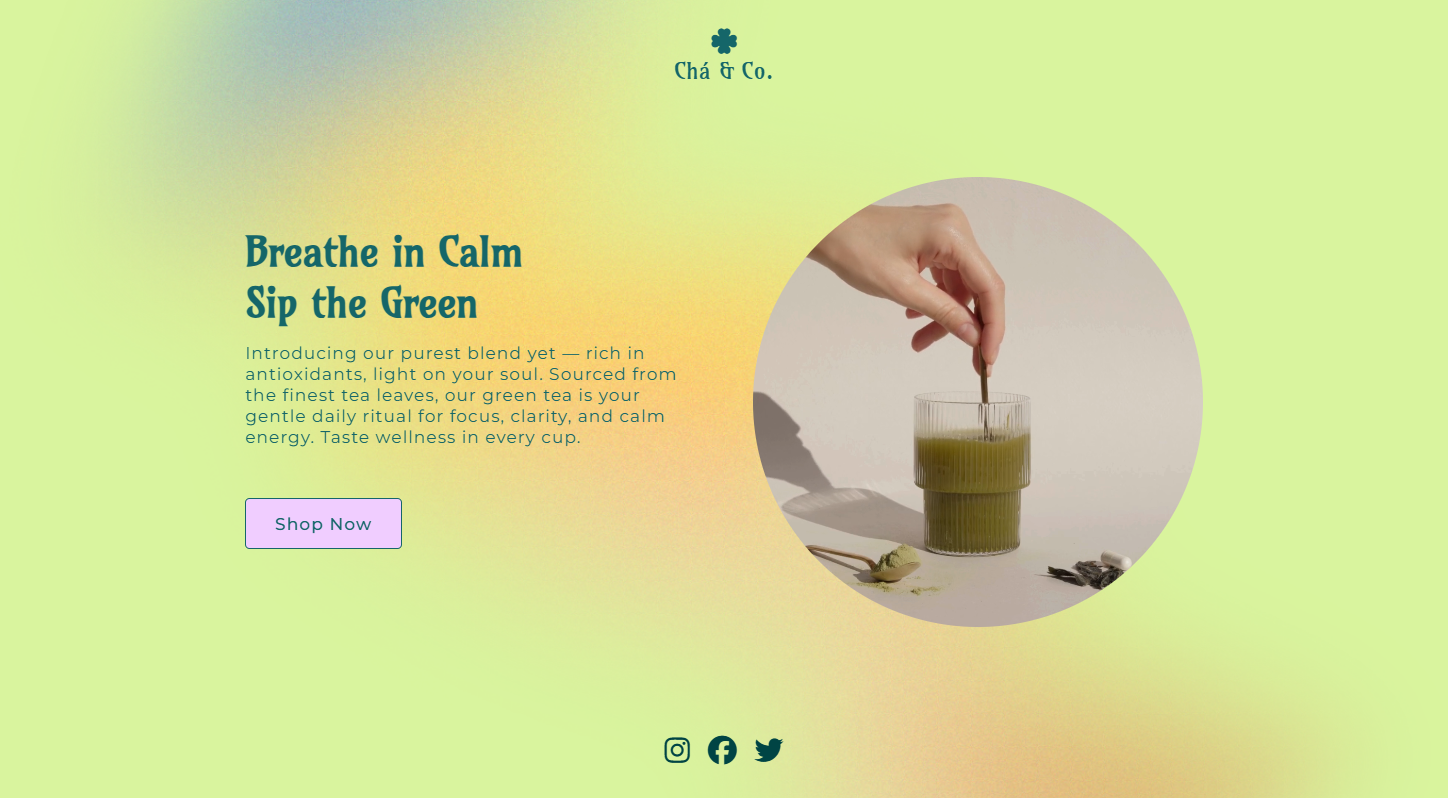 Chá & Co.
Breathe in Calm
Sip the Green
Introducing our purest blend yet — rich in
antioxidants, light on your soul. Sourced from
the finest tea leaves, our green tea is your
gentle daily ritual for focus, clarity, and calm
energy. Taste wellness in every cup.
Shop Now